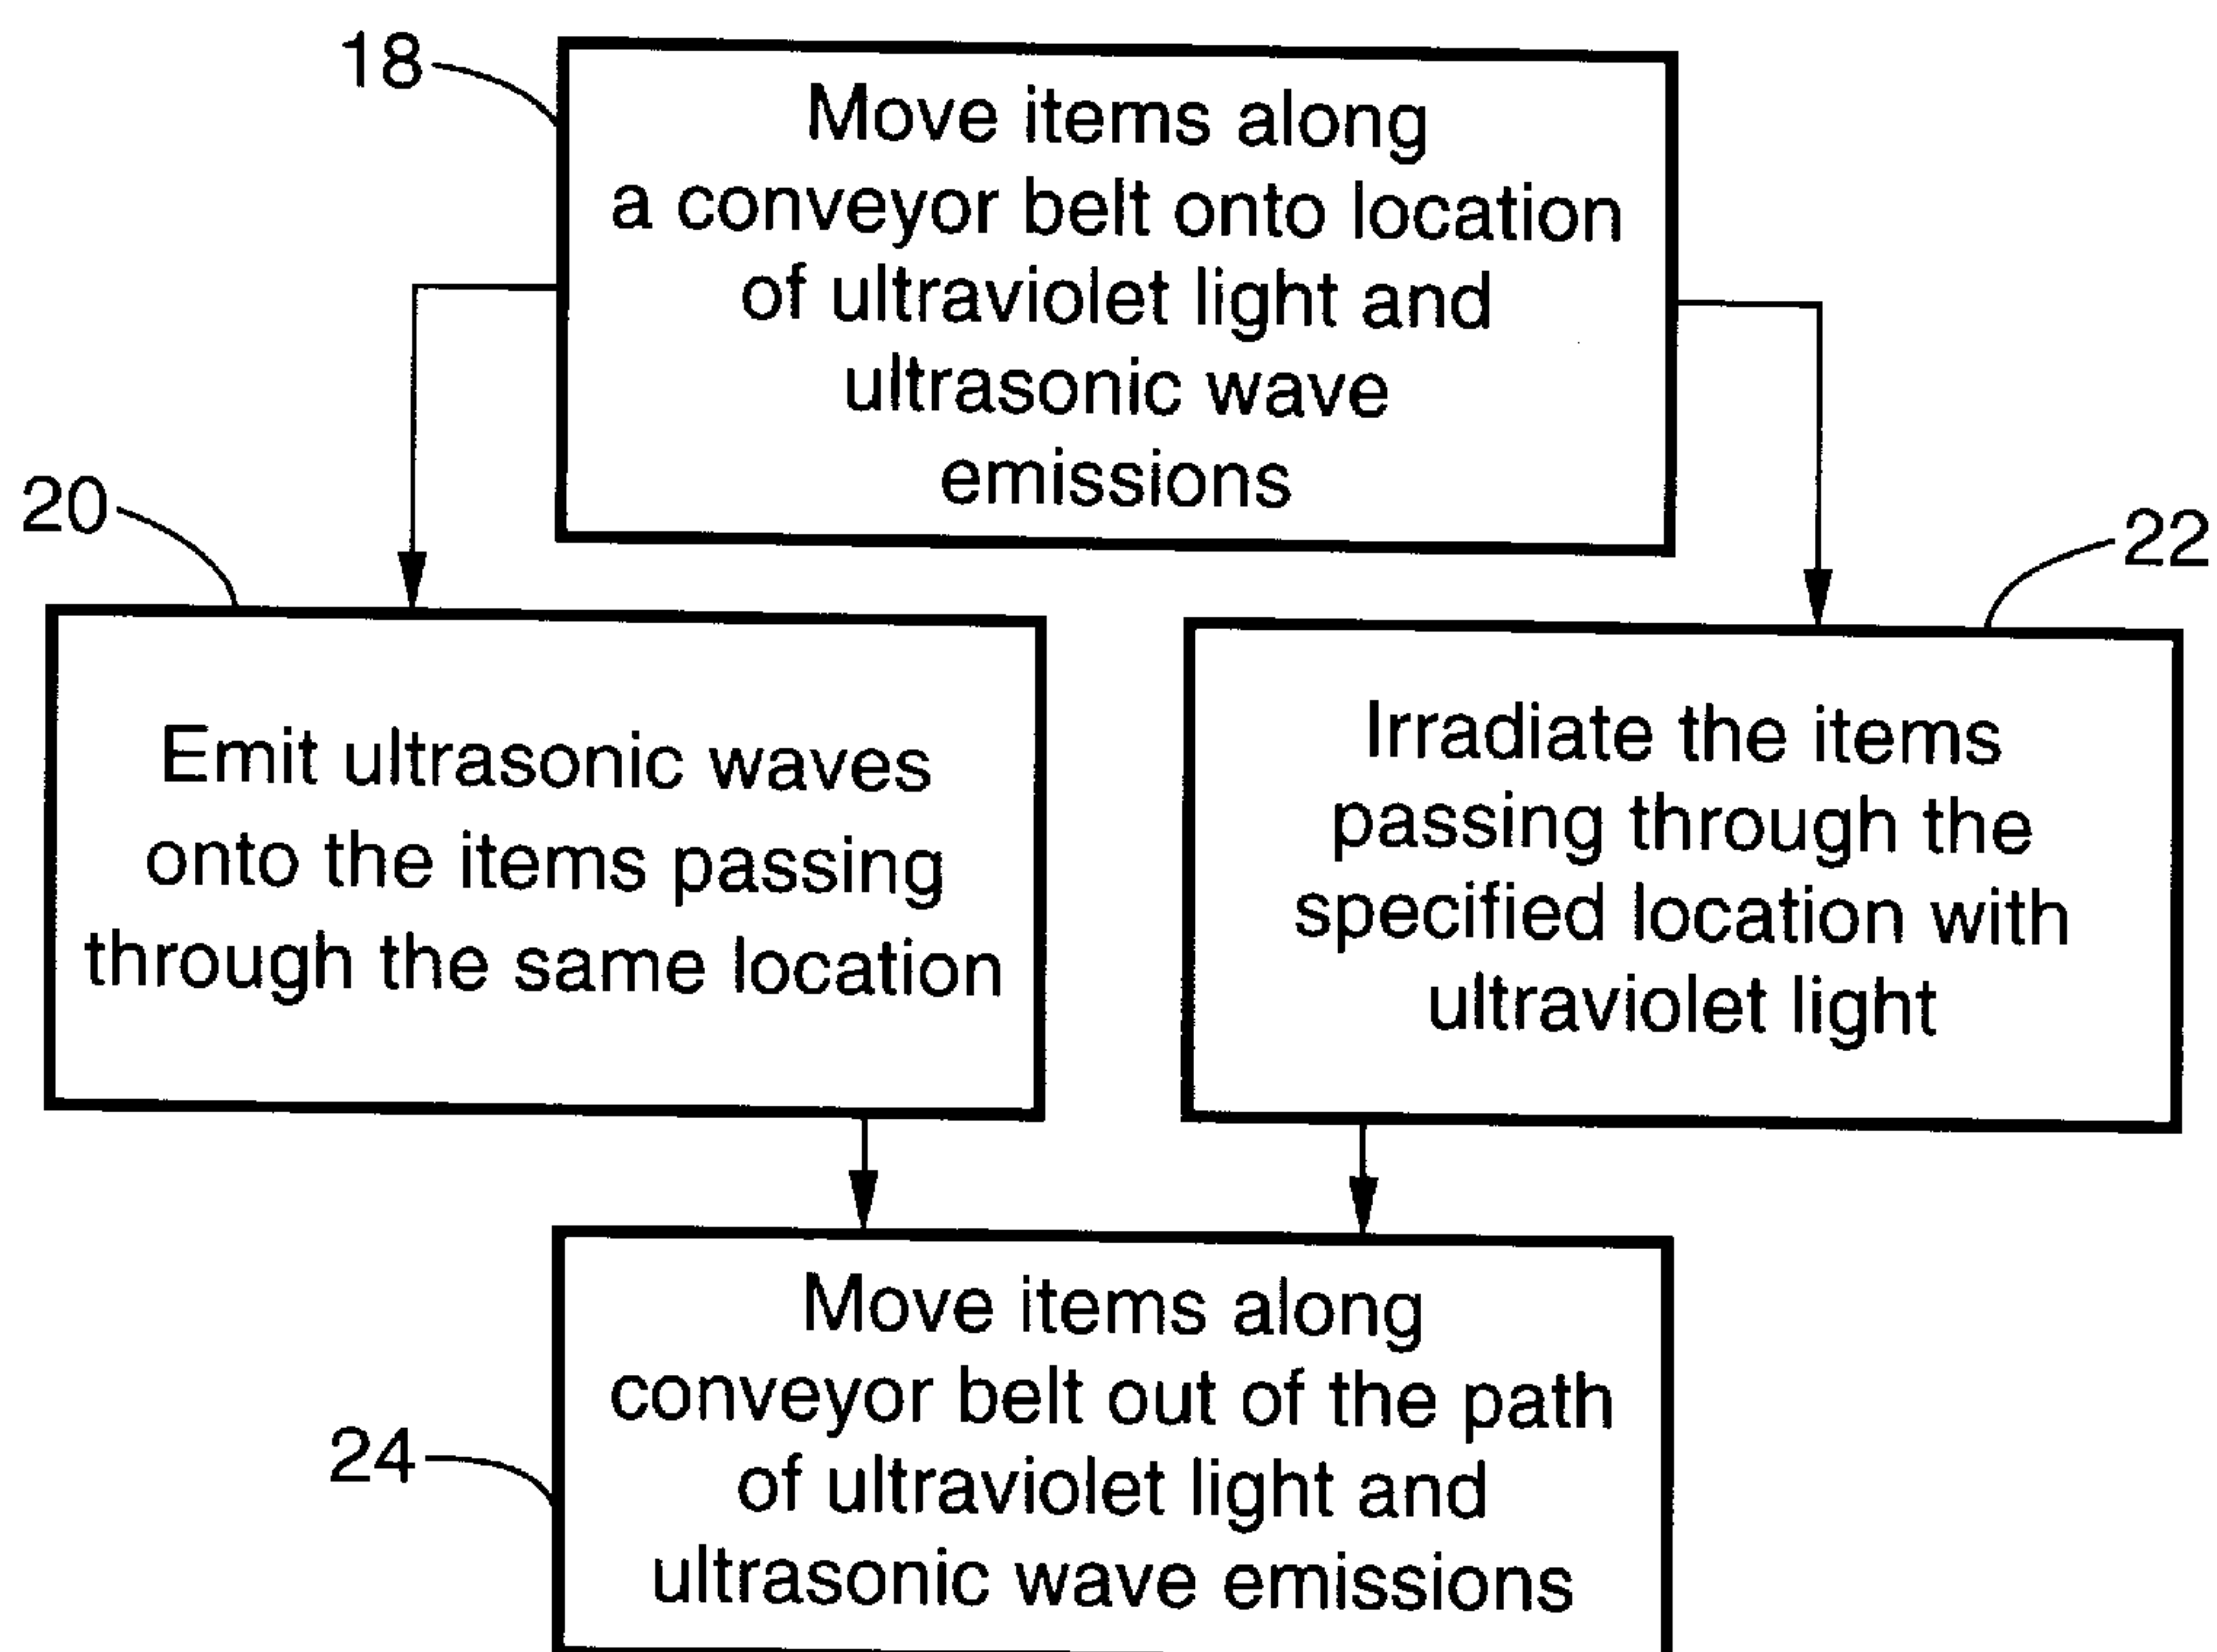 18
Move items along
a conveyor belt onto location
of ultraviolet light and
ultrasonic wave
emissions
20
22
Emit ultrasonic waves
onto the items passing
through the same location
Irradiate the items
passing through the
specified location with
ultraviolet light
24
Move items along
conveyor belt out of the path
of ultraviolet light and
ultrasonic wave emissions